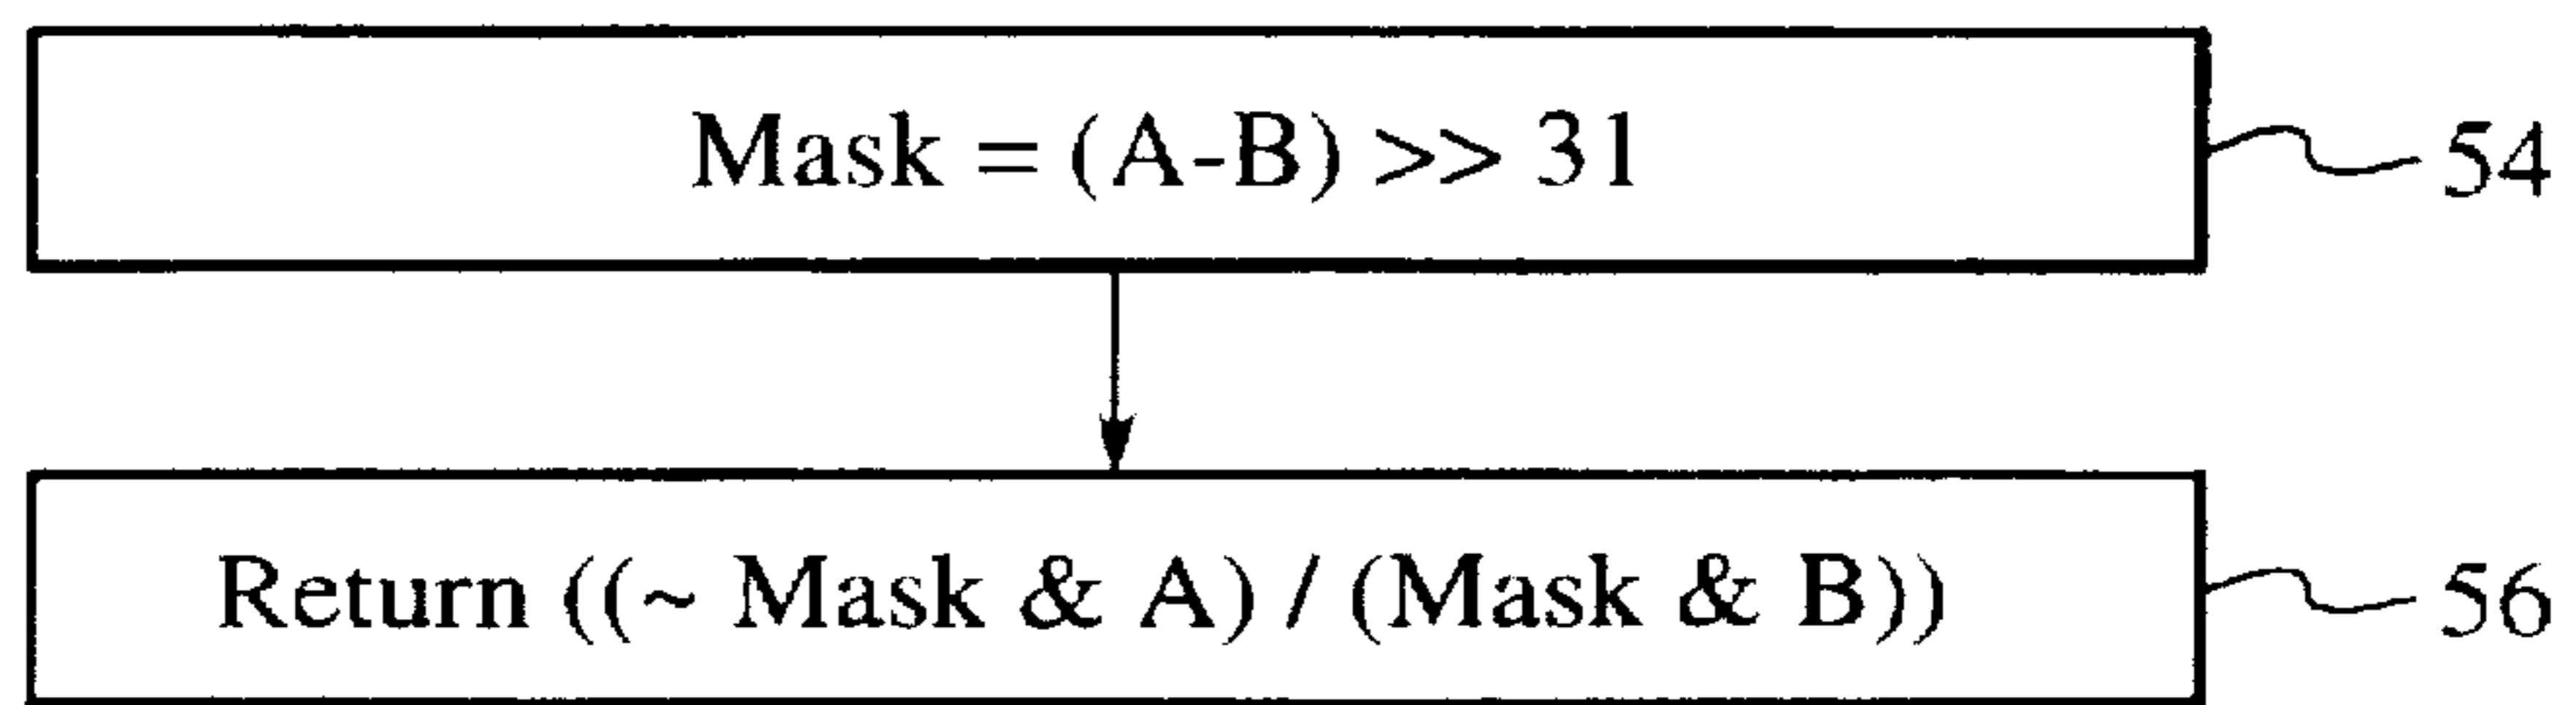 Mask = (A-B) >> 31
54
Return ((~ Mask & A) / (Mask & B))
56